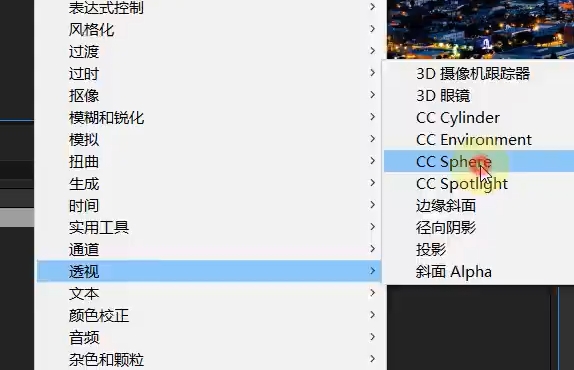 表达式控制
风格化
过渡
过时
抠像
模糊和锐化
模拟
扭曲
生成
时间
实用工具
通道
透视
文本
颜色校正
音频
杂色和颗粒
3D 摄像机跟踪器
3D 眼镜
CC Cylinder
CC Environment
CC Sphere
CC Spotlight
边缘斜面
径向阴影
投影
斜面 Alpha